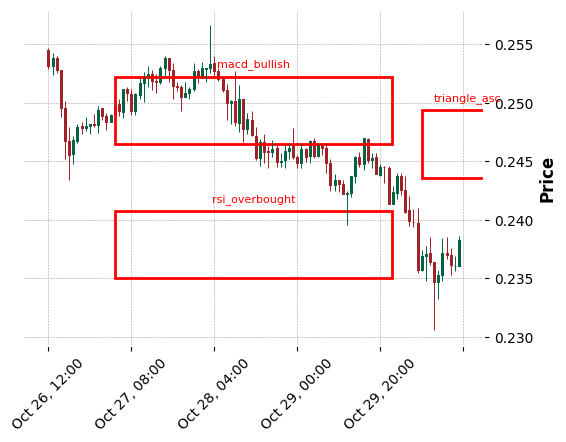 0.255
macd_bullish
triangle_asc
0.250
0.245
rsi_overbought
0.240
0.235
0.230
Price
Oct 26, 12:00
Oct 27, 08:00
Oct 28, 04:00
Oct 29, 00:00
Oct 29, 20:00